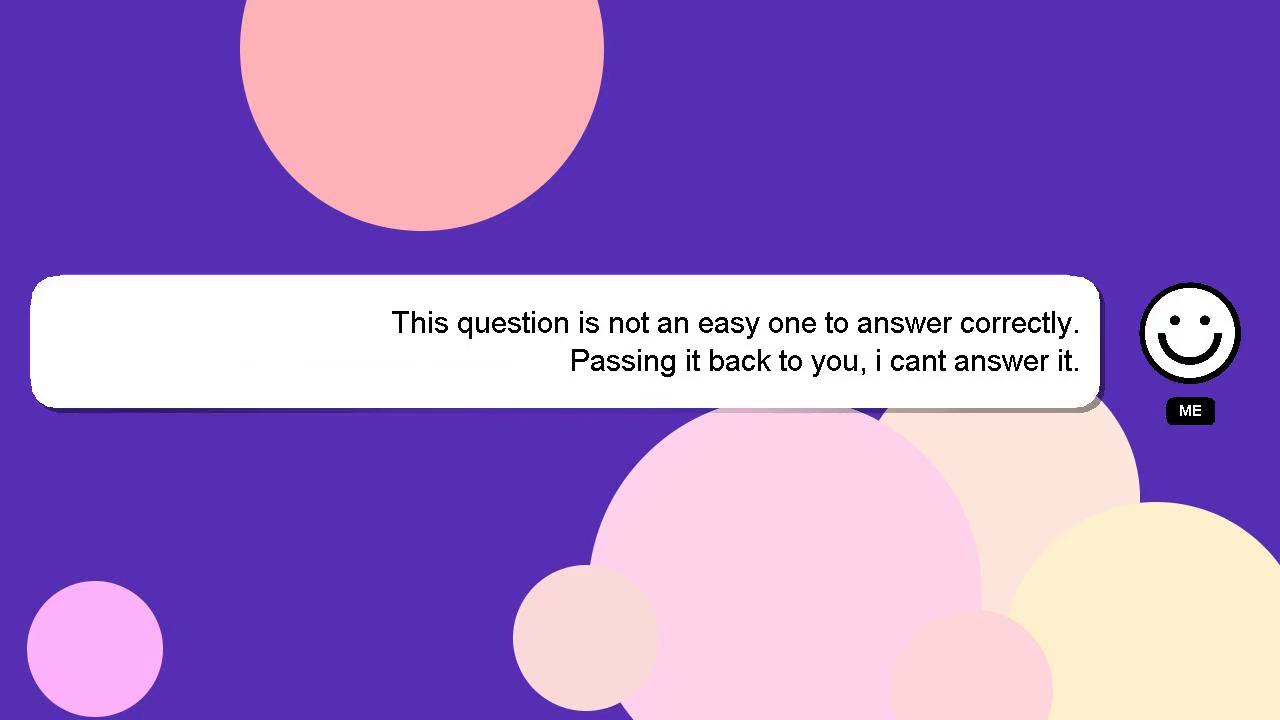 This question is not an easy one to answer correctly.
Passing it back to you, i cant answer it.
ME